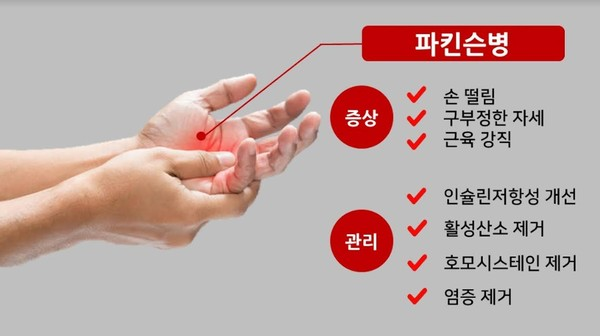 파킨슨병
증상
손 떨림
구부정한 자세
근육 강직
관리
인슐린저항성 개선
활성산소 제거
호모시스테인 제거
염증 제거